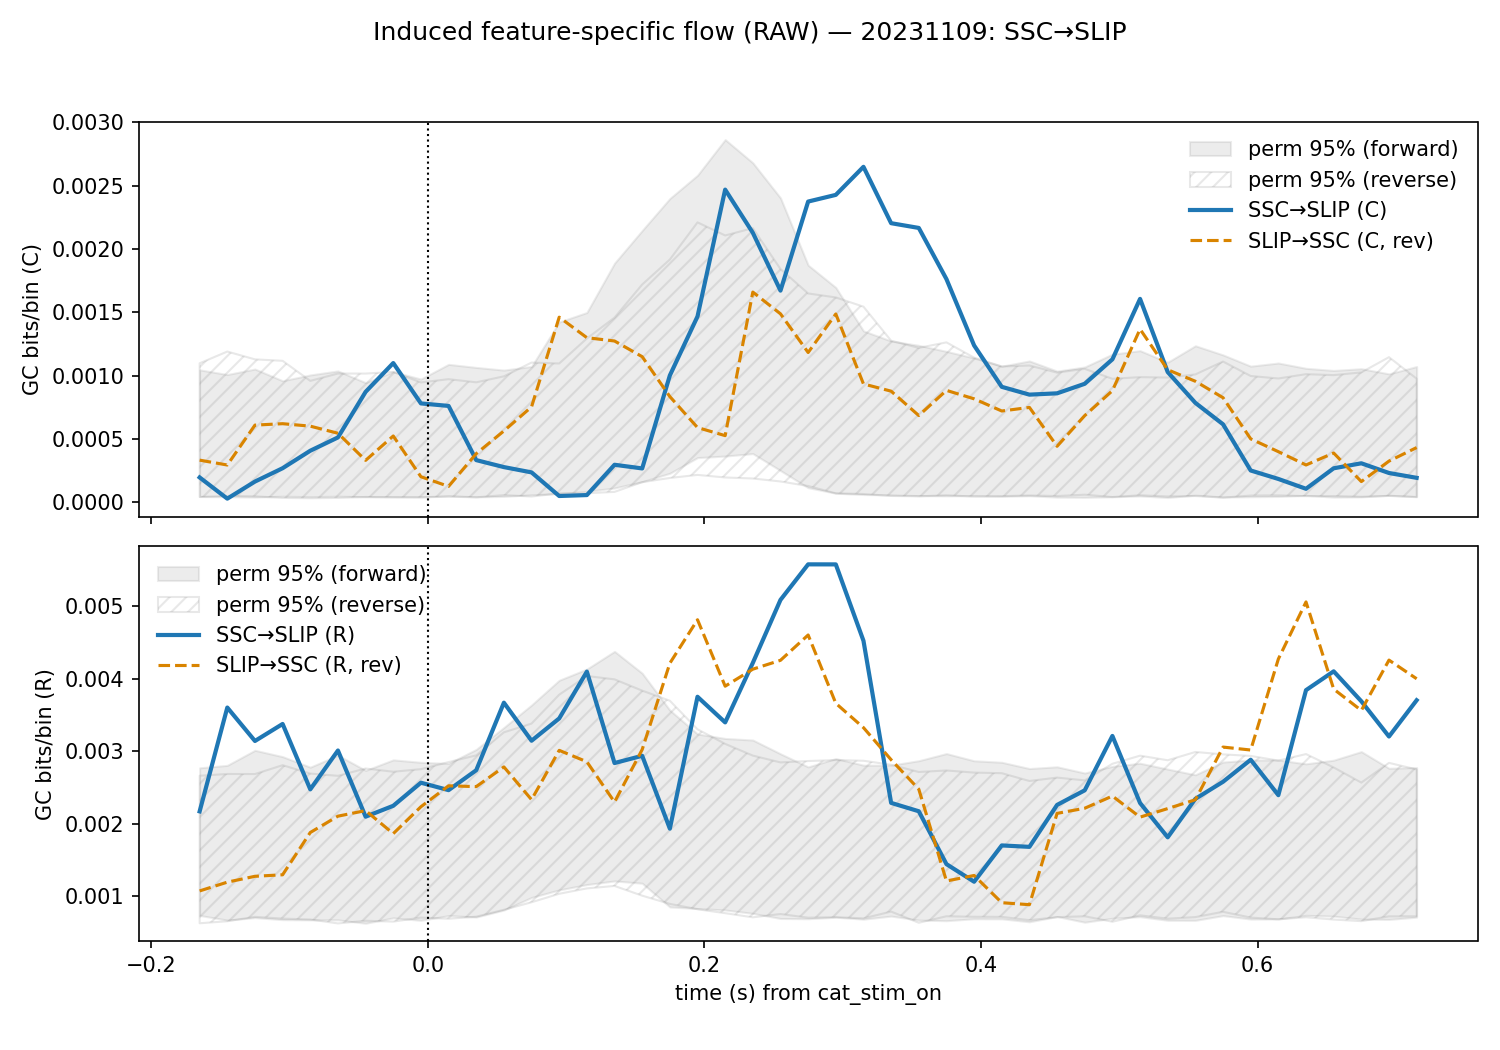 Induced feature-specific flow (RAW) — 20231109: SSC→SLIP
0.0030
0.0025
0.0020
0.0015
0.0010
0.0005
0.0000
GC bits/bin (C)
perm 95% (forward)
perm 95% (reverse)
SSC→SLIP (C)
SLIP→SSC (C, rev)
0.005
0.004
0.003
0.002
0.001
GC bits/bin (R)
perm 95% (forward)
perm 95% (reverse)
SSC→SLIP (R)
SLIP→SSC (R, rev)
−0.2 0.0 0.2 0.4 0.6
time (s) from cat_stim_on